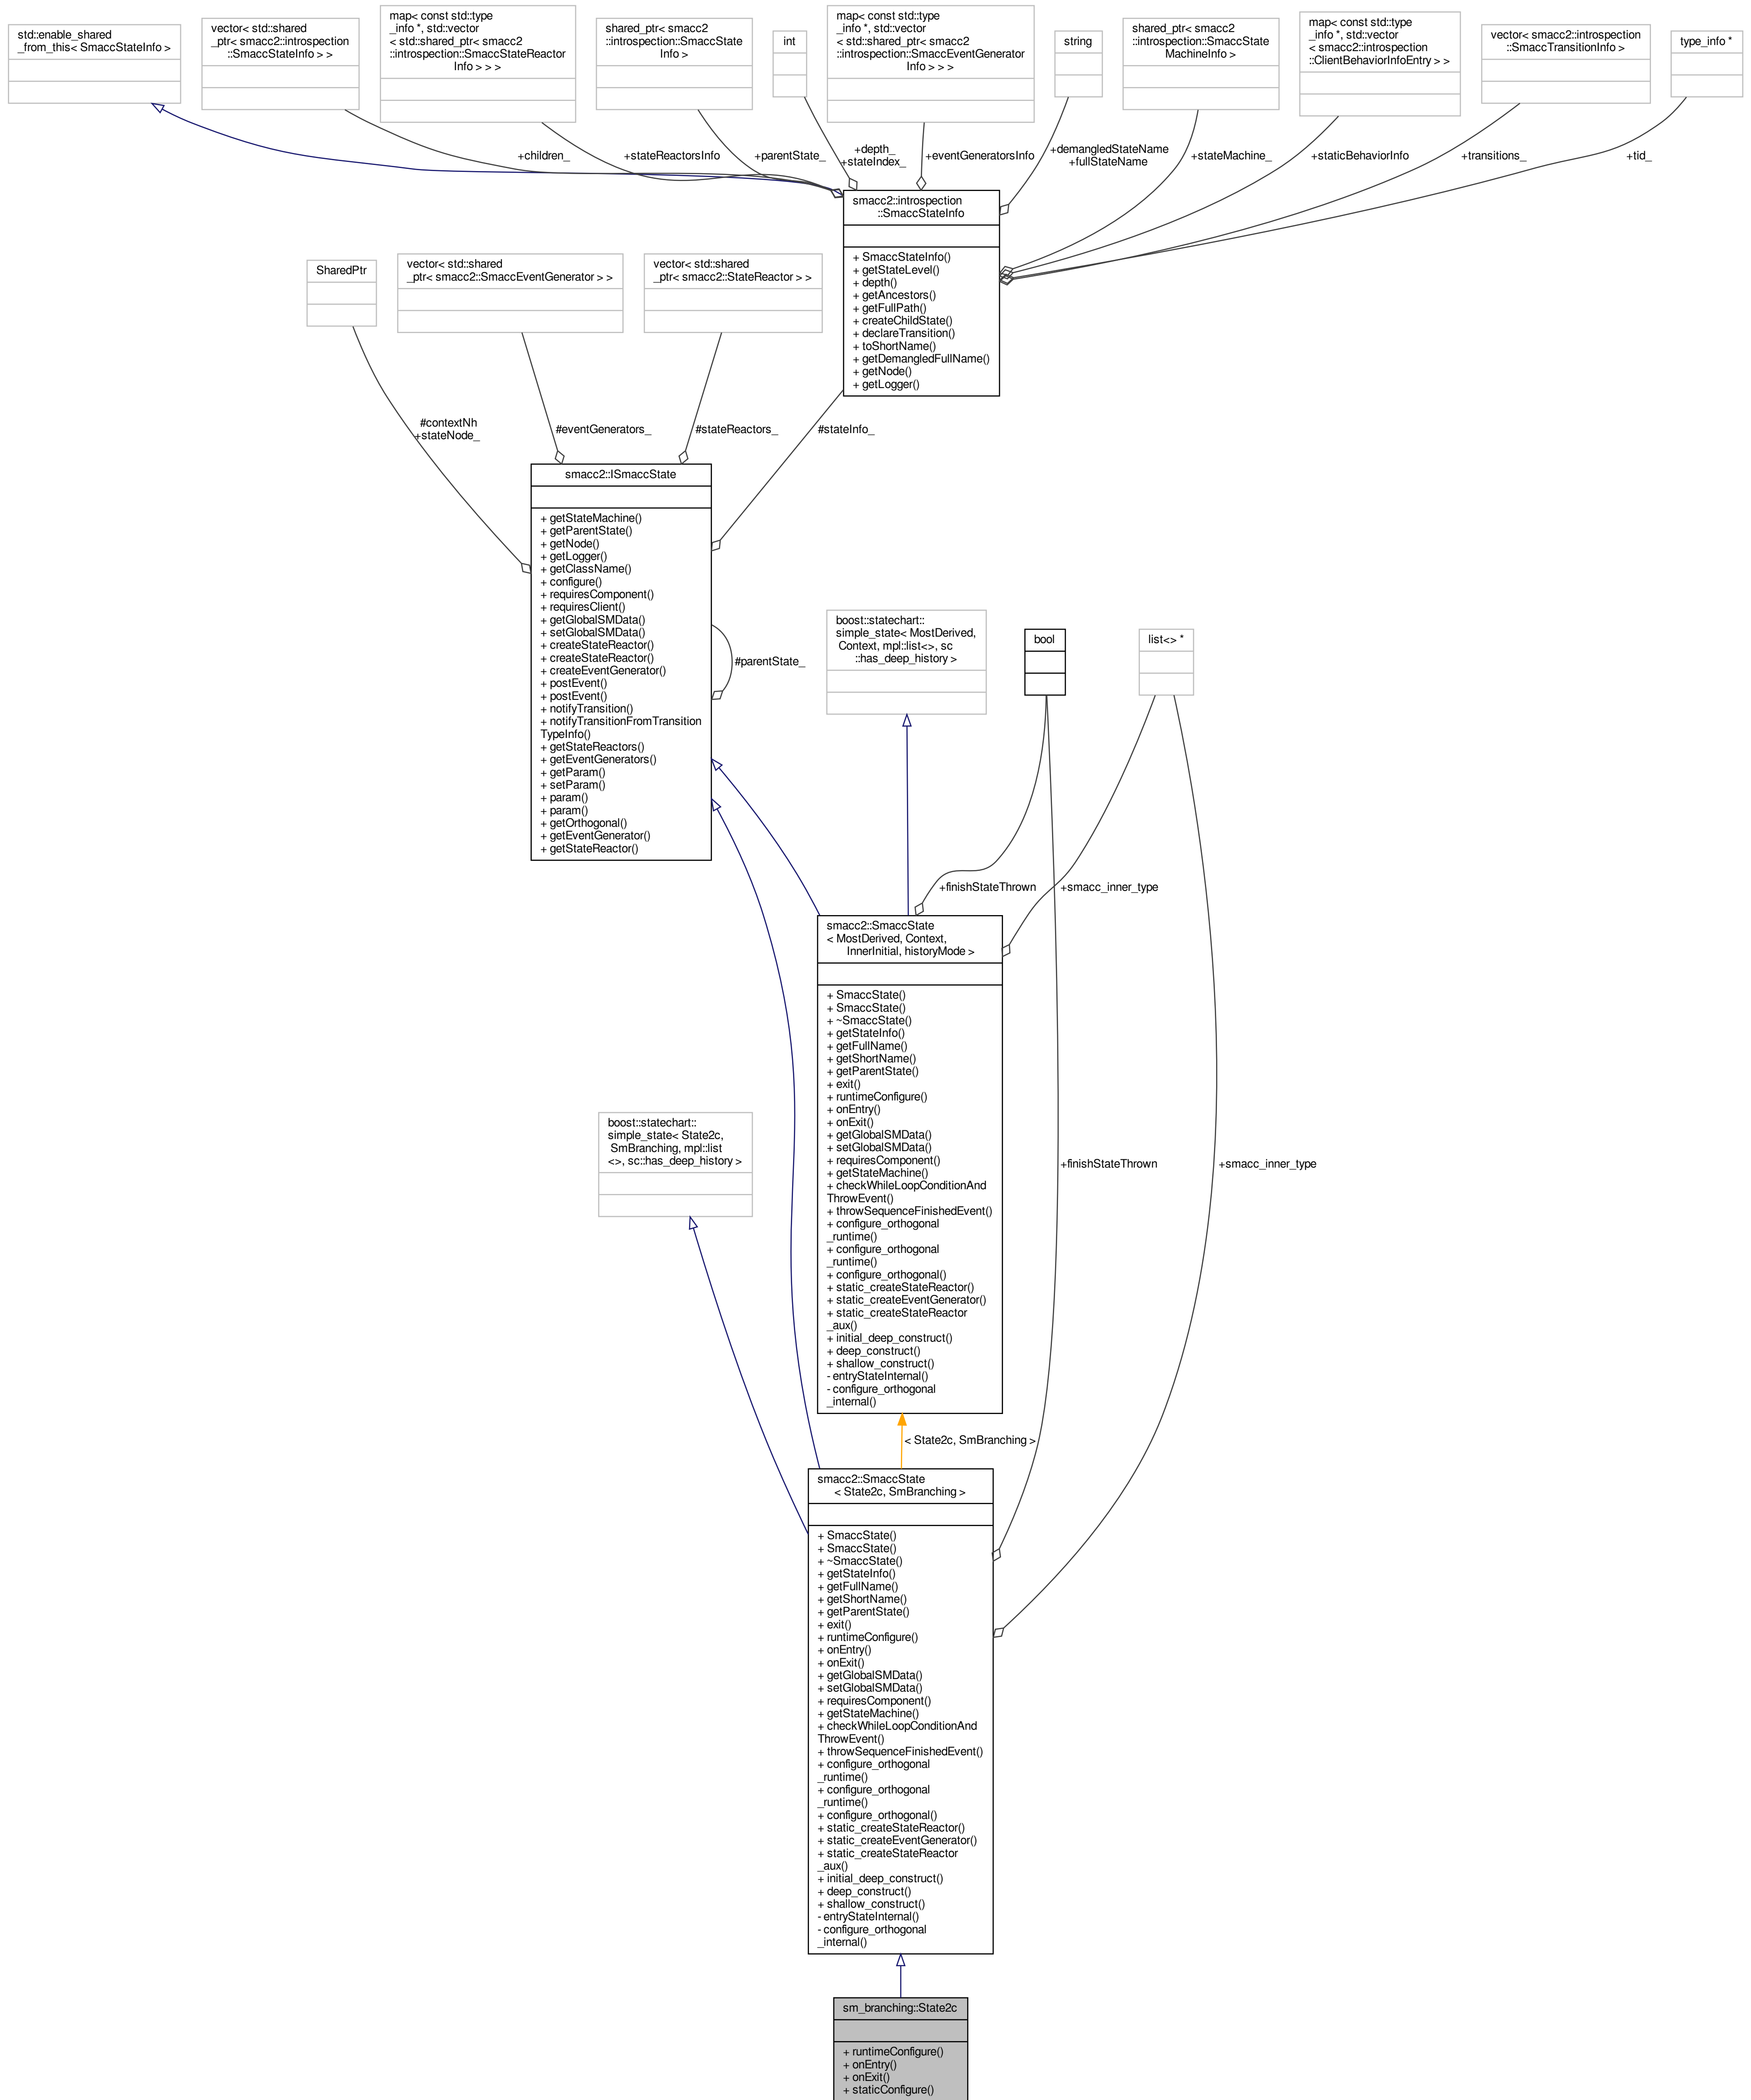 std::enable_shared
_from_this< SmaccStateInfo >
vector< std::shared
_ptr< smacc2::introspection
::SmaccStateInfo > >
map< const std::type
_info *, std::vector
< std::shared_ptr< smacc2
::introspection::SmaccStateReactor
Info > > >
shared_ptr< smacc2
::introspection::SmaccState
Info >
int
map< const std::type
_info *, std::vector
< std::shared_ptr< smacc2
::introspection::SmaccEventGenerator
Info > > >
string
shared_ptr< smacc2
::introspection::SmaccState
MachineInfo >
map< const std::type
_info *, std::vector
< smacc2::introspection
::ClientBehaviorInfoEntry > >
vector< smacc2::introspection
::SmaccTransitionInfo >
type_info *
+children_
+stateReactorsInfo
+parentState_
+depth_
+stateIndex_
+eventGeneratorsInfo
+demangledStateName
+fullStateName
+stateMachine_
+staticBehaviorInfo
+transitions_
+tid_
smacc2::introspection
::SmaccStateInfo
+ SmaccStateInfo()
+ getStateLevel()
+ depth()
+ getAncestors()
+ getFullPath()
+ createChildState()
+ declareTransition()
+ toShortName()
+ getDemangledFullName()
+ getNode()
+ getLogger()
SharedPtr
vector< std::shared
_ptr< smacc2::SmaccEventGenerator > >
vector< std::shared
_ptr< smacc2::StateReactor > >
#contextNh
+stateNode_
#eventGenerators_
#stateReactors_
#stateInfo_
smacc2::ISmaccState
+ getStateMachine()
+ getParentState()
+ getNode()
+ getLogger()
+ getClassName()
+ configure()
+ requiresComponent()
+ requiresClient()
+ getGlobalSMData()
+ setGlobalSMData()
+ createStateReactor()
+ createStateReactor()
+ createEventGenerator()
+ postEvent()
+ postEvent()
+ notifyTransition()
+ notifyTransitionFromTransition
TypeInfo()
+ getStateReactors()
+ getEventGenerators()
+ getParam()
+ setParam()
+ param()
+ param()
+ getOrthogonal()
+ getEventGenerator()
+ getStateReactor()
#parentState_
boost::statechart::
simple_state< MostDerived,
Context, mpl::list<>, sc
::has_deep_history >
bool
list<> *
+finishStateThrown
+smacc_inner_type
smacc2::SmaccState
< MostDerived, Context,
InnerInitial, historyMode >
+ SmaccState()
+ SmaccState()
+ ~SmaccState()
+ getStateInfo()
+ getFullName()
+ getShortName()
+ getParentState()
+ exit()
+ runtimeConfigure()
+ onEntry()
+ onExit()
+ getGlobalSMData()
+ setGlobalSMData()
+ requiresComponent()
+ getStateMachine()
+ checkWhileLoopConditionAnd
ThrowEvent()
+ throwSequenceFinishedEvent()
+ configure_orthogonal
_runtime()
+ configure_orthogonal
_runtime()
+ configure_orthogonal()
+ static_createStateReactor()
+ static_createEventGenerator()
+ static_createStateReactor
_aux()
+ initial_deep_construct()
+ deep_construct()
+ shallow_construct()
- entryStateInternal()
- configure_orthogonal
_internal()
boost::statechart::
simple_state< State2c,
SmBranching, mpl::list
<>, sc::has_deep_history >
+finishStateThrown
+smacc_inner_type
< State2c, SmBranching >
smacc2::SmaccState
< State2c, SmBranching >
+ SmaccState()
+ SmaccState()
+ ~SmaccState()
+ getStateInfo()
+ getFullName()
+ getShortName()
+ getParentState()
+ exit()
+ runtimeConfigure()
+ onEntry()
+ onExit()
+ getGlobalSMData()
+ setGlobalSMData()
+ requiresComponent()
+ getStateMachine()
+ checkWhileLoopConditionAnd
ThrowEvent()
+ throwSequenceFinishedEvent()
+ configure_orthogonal
_runtime()
+ configure_orthogonal
_runtime()
+ configure_orthogonal()
+ static_createStateReactor()
+ static_createEventGenerator()
+ static_createStateReactor
_aux()
+ initial_deep_construct()
+ deep_construct()
+ shallow_construct()
- entryStateInternal()
- configure_orthogonal
_internal()
sm_branching::State2c
+ runtimeConfigure()
+ onEntry()
+ onExit()
+ staticConfigure()